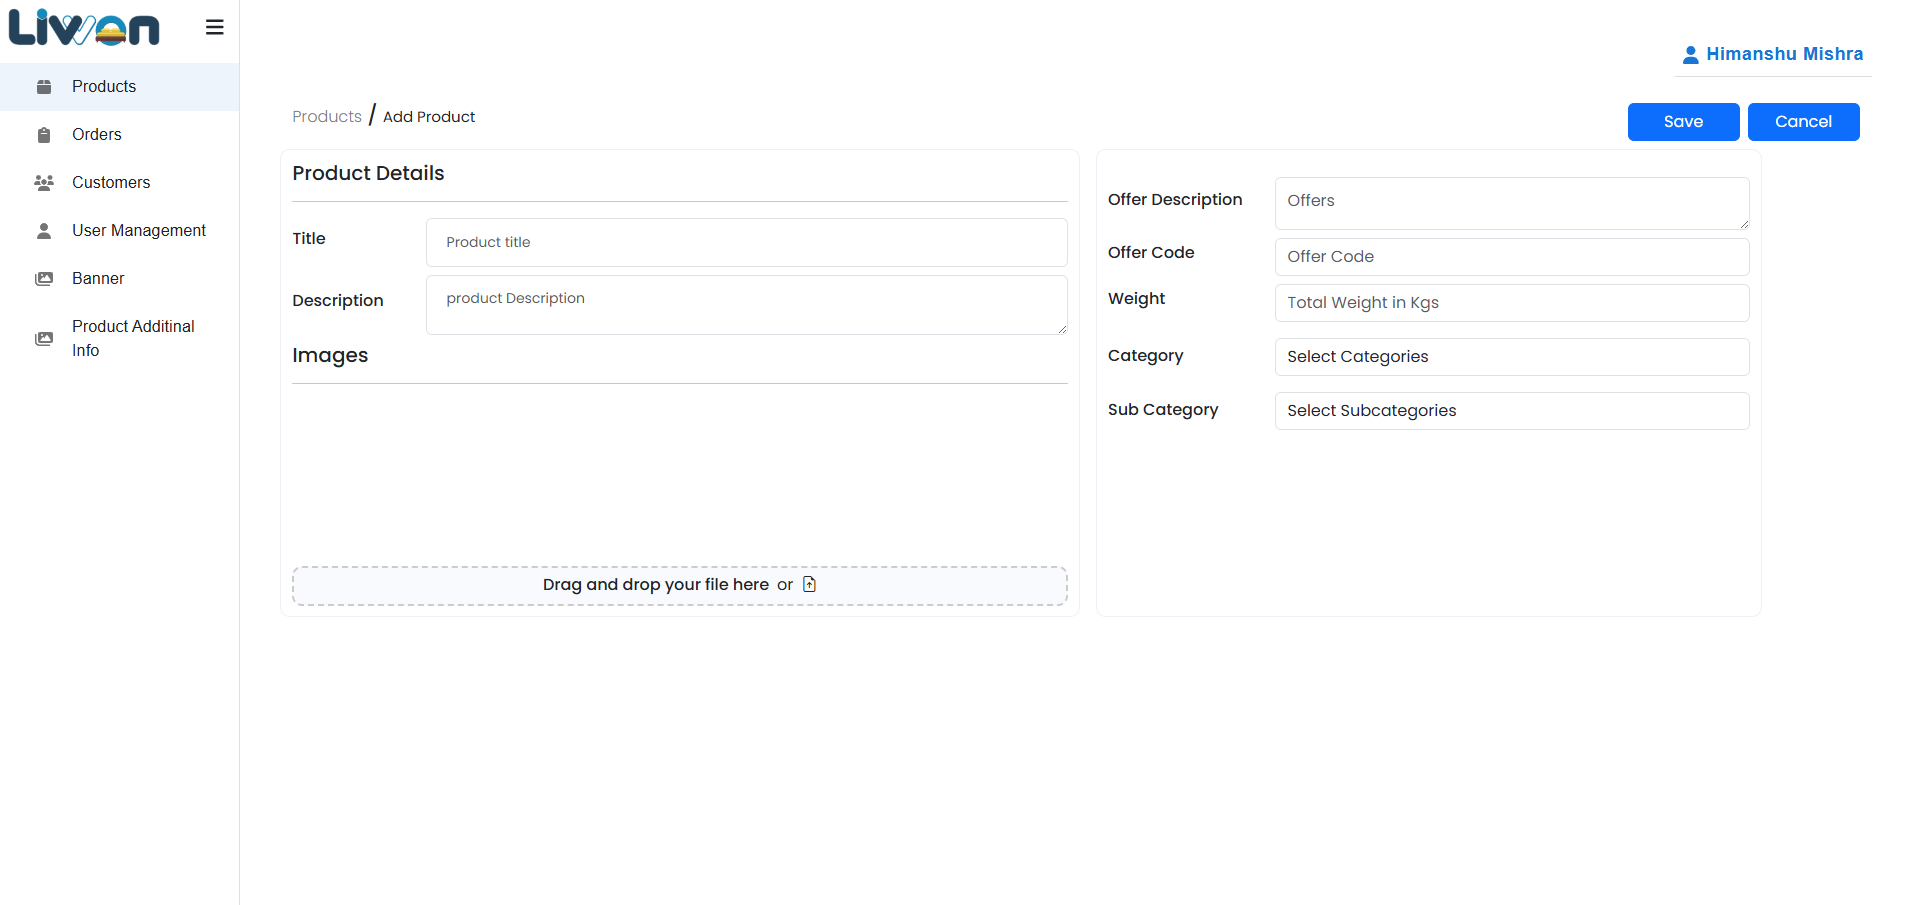 Liwon
Products
Orders
Customers
User Management
Banner
Product Additinal
Info
Himanshu Mishra
Products / Add Product
Save
Cancel
Product Details
Title
Product title
Description
product Description
Images
Drag and drop your file here or
Offer Description
Offers
Offer Code
Offer Code
Weight
Total Weight in Kgs
Category
Select Categories
Sub Category
Select Subcategories